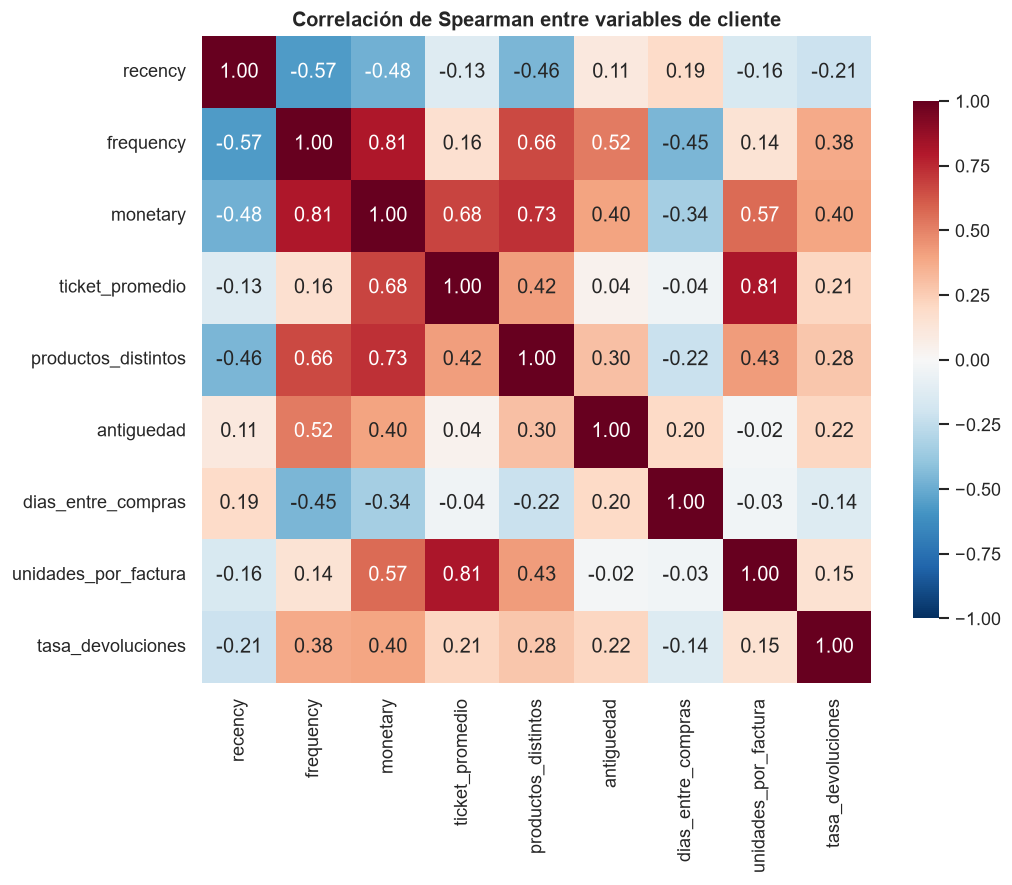 Correlación de Spearman entre variables de cliente
recency 1.00 -0.57 -0.48 -0.13 -0.46 0.11 0.19 -0.16 -0.21
frequency -0.57 1.00 0.81 0.16 0.66 0.52 -0.45 0.14 0.38
monetary -0.48 0.81 1.00 0.68 0.73 0.40 -0.34 0.57 0.40
ticket_promedio -0.13 0.16 0.68 1.00 0.42 0.04 -0.04 0.81 0.21
productos_distintos -0.46 0.66 0.73 0.42 1.00 0.30 -0.22 0.43 0.28
antiguedad 0.11 0.52 0.40 0.04 0.30 1.00 0.20 -0.02 0.22
dias_entre_compras 0.19 -0.45 -0.34 -0.04 -0.22 0.20 1.00 -0.03 -0.14
unidades_por_factura -0.16 0.14 0.57 0.81 0.43 -0.02 -0.03 1.00 0.15
tasa_devoluciones -0.21 0.38 0.40 0.21 0.28 0.22 -0.14 0.15 1.00
recency
frequency
monetary
ticket_promedio
productos_distintos
antiguedad
dias_entre_compras
unidades_por_factura
tasa_devoluciones
1.00
0.75
0.50
0.25
0.00
−0.25
−0.50
−0.75
−1.00